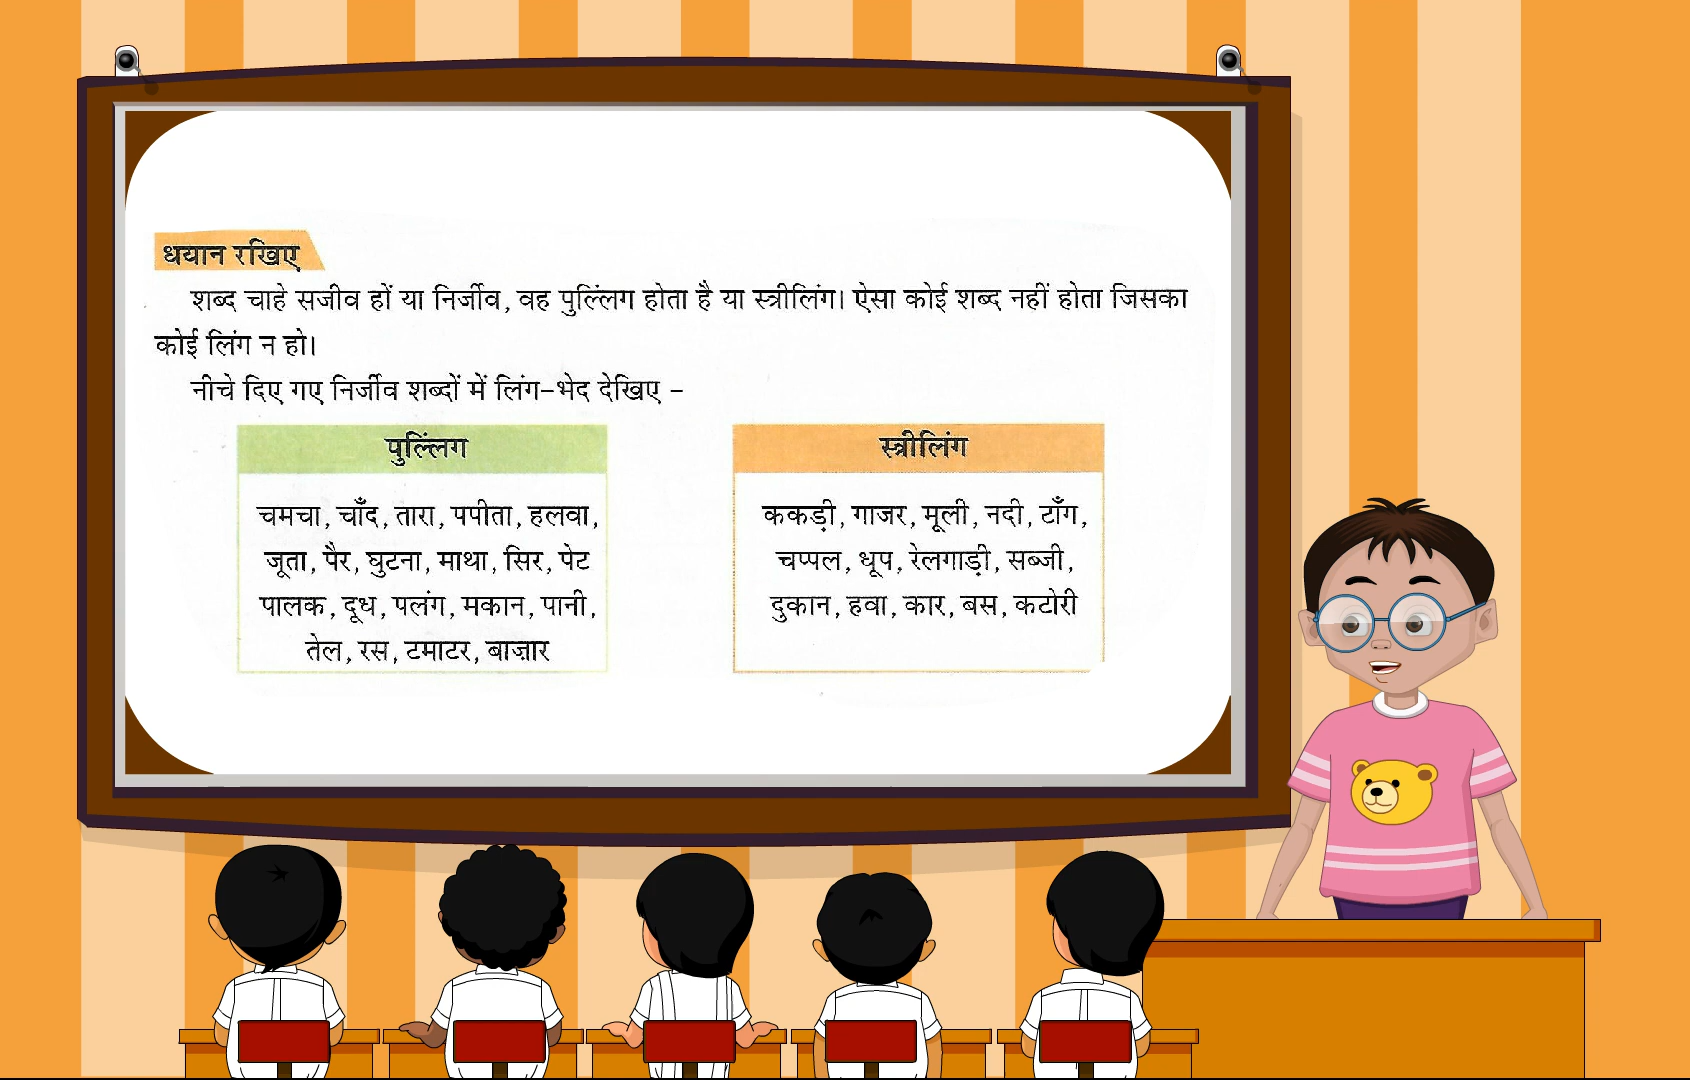 धयान रखिए
शब्द चाहे सजीव हों या निर्जीव, वह पुल्लिंग होता है या स्त्रीलिंग। ऐसा कोई शब्द नहीं होता जिसका
कोई लिंग न हो।
नीचे दिए गए निर्जीव शब्दों में लिंग-भेद देखिए -
पुल्लिंग
चमचा, चाँद, तारा, पपीता, हलवा,
जूता, पैर, घुटना, माथा, सिर, पेट
पालक, दूध, पलंग, मकान, पानी,
तेल, रस, टमाटर, बाज़ार
स्त्रीलिंग
ककड़ी, गाजर, मूली, नदी, टाँग,
चप्पल, धूप, रेलगाड़ी, सब्जी,
दुकान, हवा, कार, बस, कटोरी